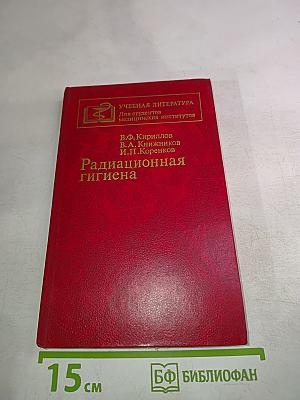 УЧЕБНАЯ ЛИТЕРАТУРА
Для студентов
медицинских институтов
В.Ф.Кириллов
В.А.Книжников
И.П.Коренков
Радиационная
гигиена
15 см
БФ БИБЛИОФАН